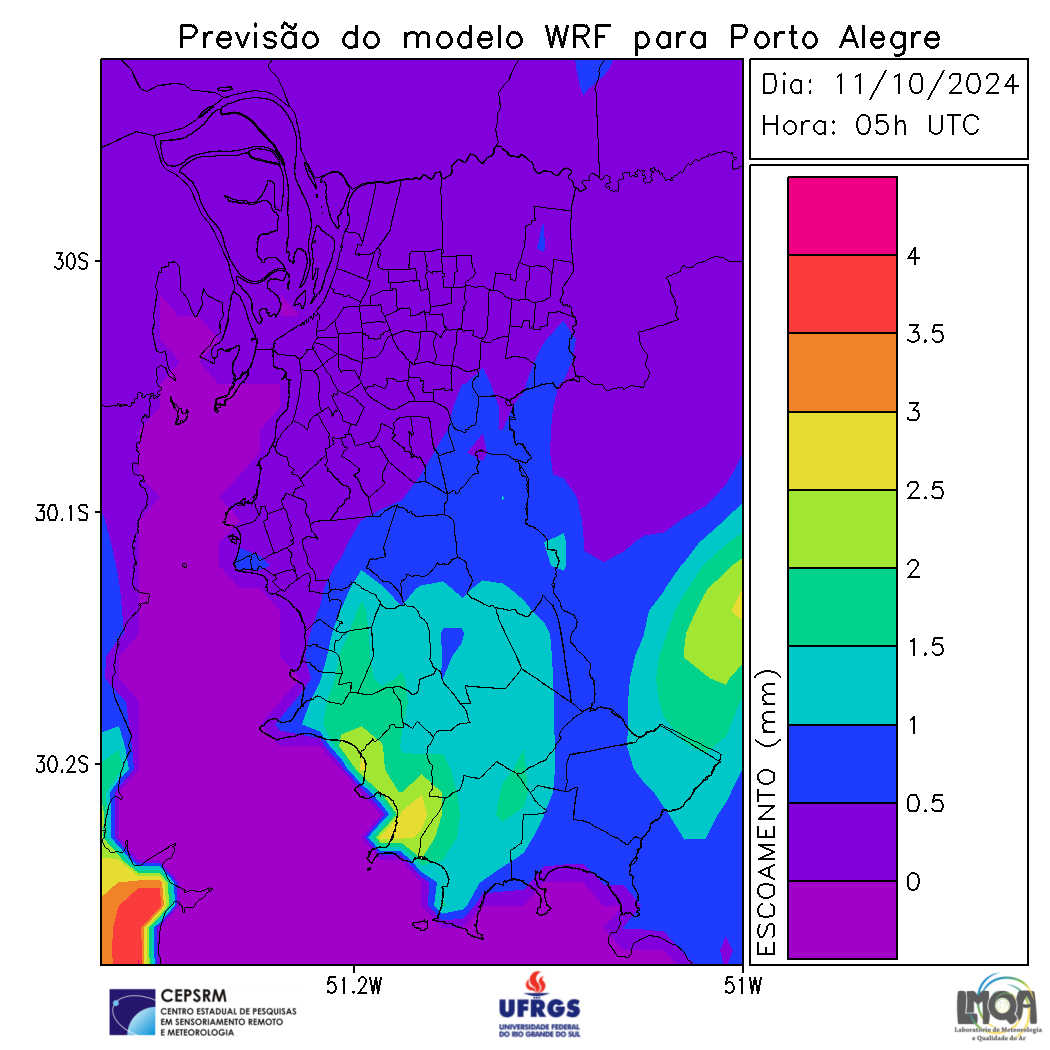 Previsão do modelo WRF para Porto Alegre
Dia: 11/10/2024
Hora: 05h UTC
30S
30.1S
30.2S
51.2W
51W
ESCOAMENTO (mm)
4
3.5
3
2.5
2
1.5
1
0.5
0
CEPSRM
CENTRO ESTADUAL DE PESQUISAS
EM SENSORIAMENTO REMOTO
E METEOROLOGIA
UFRGS
UNIVERSIDADE FEDERAL
DO RIO GRANDE DO SUL
LMQA
Laboratório de Meteorologia
e Qualidade do Ar